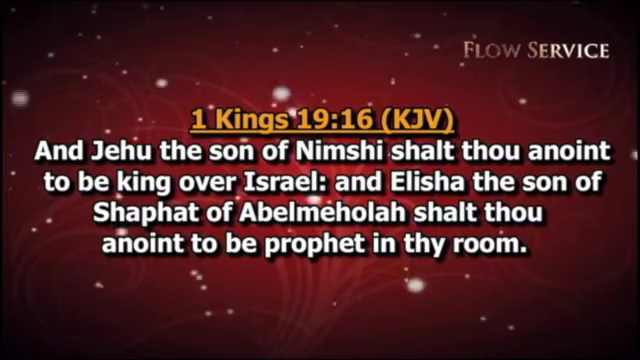 FLOW SERVICE
1 Kings 19:16 (KJV)
And Jehu the son of Nimshi shalt thou anoint
to be king over Israel: and Elisha the son of
Shaphat of Abelmeholah shalt thou
anoint to be prophet in thy room.